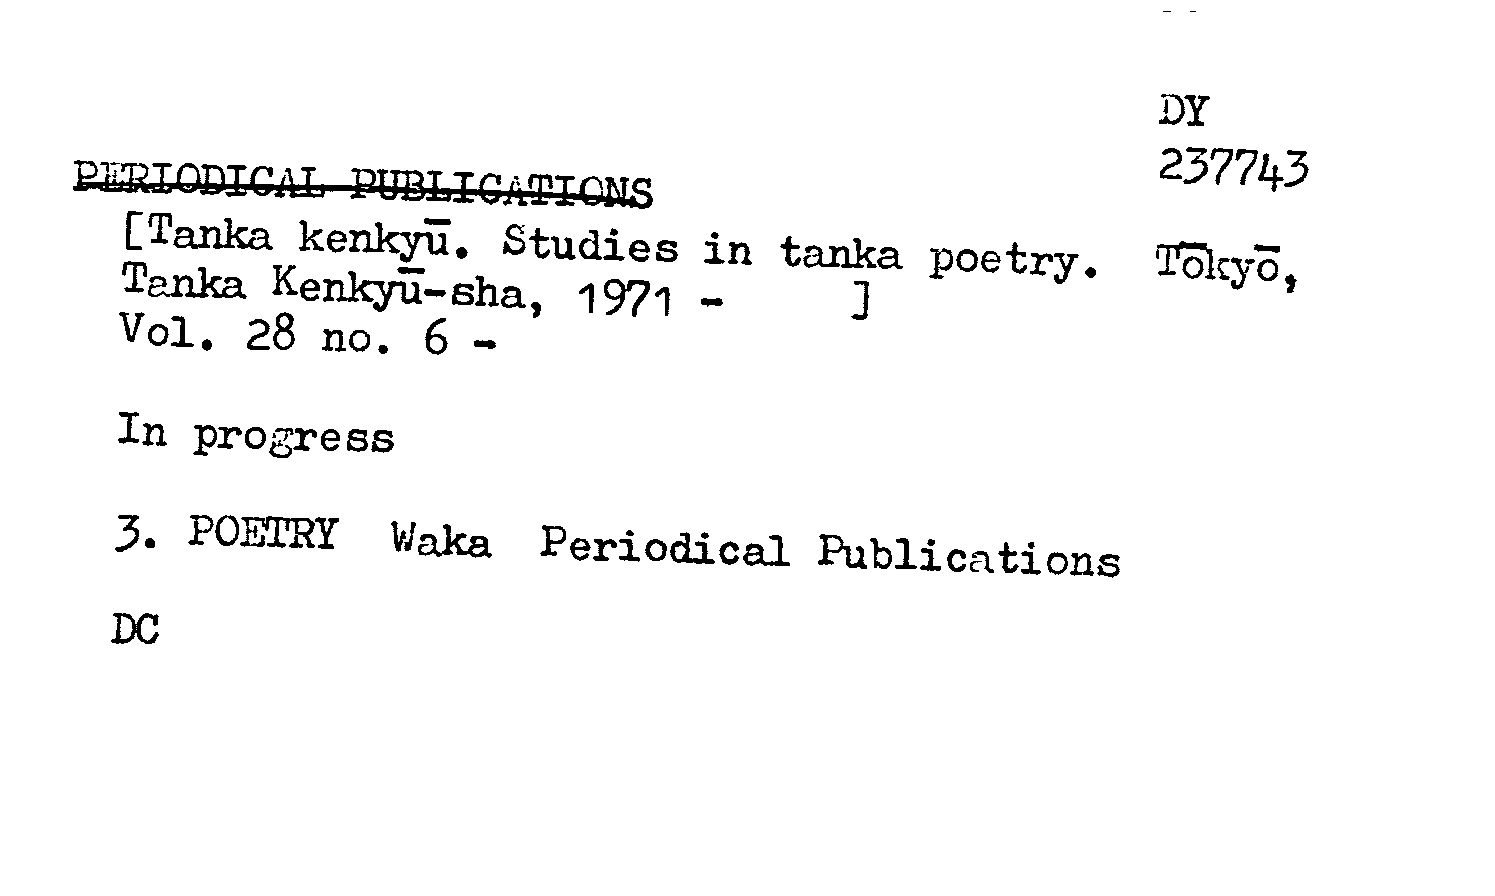 DY
237743
PERIODICAL PUBLICATIONS
[Tanka kenkyū. Studies in tanka poetry. Tōkyō,
Tanka Kenkyū-sha, 1971 - ]
Vol. 28 no. 6 -
In progress
3. POETRY Waka Periodical Publications
DC